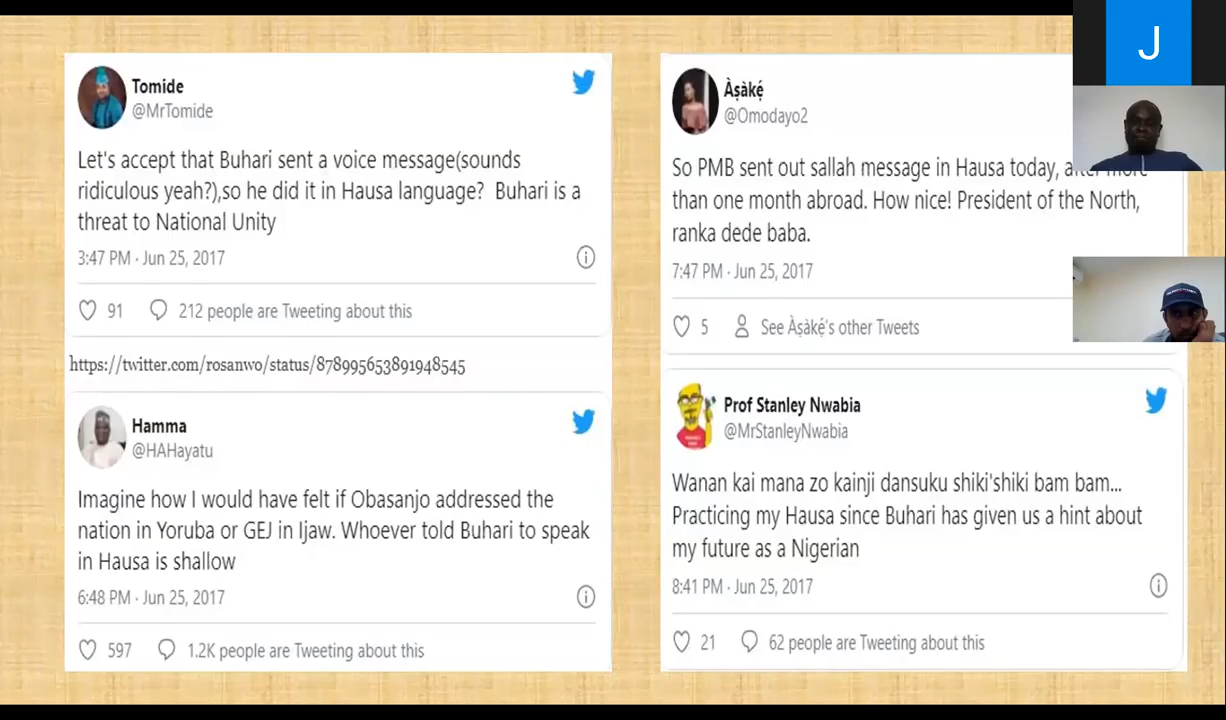 Tomide
@MrTomide
Let's accept that Buhari sent a voice message(sounds
ridiculous yeah?),so he did it in Hausa language? Buhari is a
threat to National Unity
3:47 PM · Jun 25, 2017
91 212 people are Tweeting about this
https://twitter.com/rosanwo/status/878995653891948545
Hamma
@HAHayatu
Imagine how I would have felt if Obasanjo addressed the
nation in Yoruba or GEJ in Ijaw. Whoever told Buhari to speak
in Hausa is shallow
6:48 PM · Jun 25, 2017
597 1.2K people are Tweeting about this
Àṣàkẹ́
@Omodayo2
So PMB sent out sallah message in Hausa today, after more
than one month abroad. How nice! President of the North,
ranka dede baba.
7:47 PM · Jun 25, 2017
5 See Àṣàkẹ́'s other Tweets
Prof Stanley Nwabia
@MrStanleyNwabia
Wanan kai mana zo kainji dansuku shiki'shiki bam bam...
Practicing my Hausa since Buhari has given us a hint about
my future as a Nigerian
8:41 PM · Jun 25, 2017
21 62 people are Tweeting about this
J